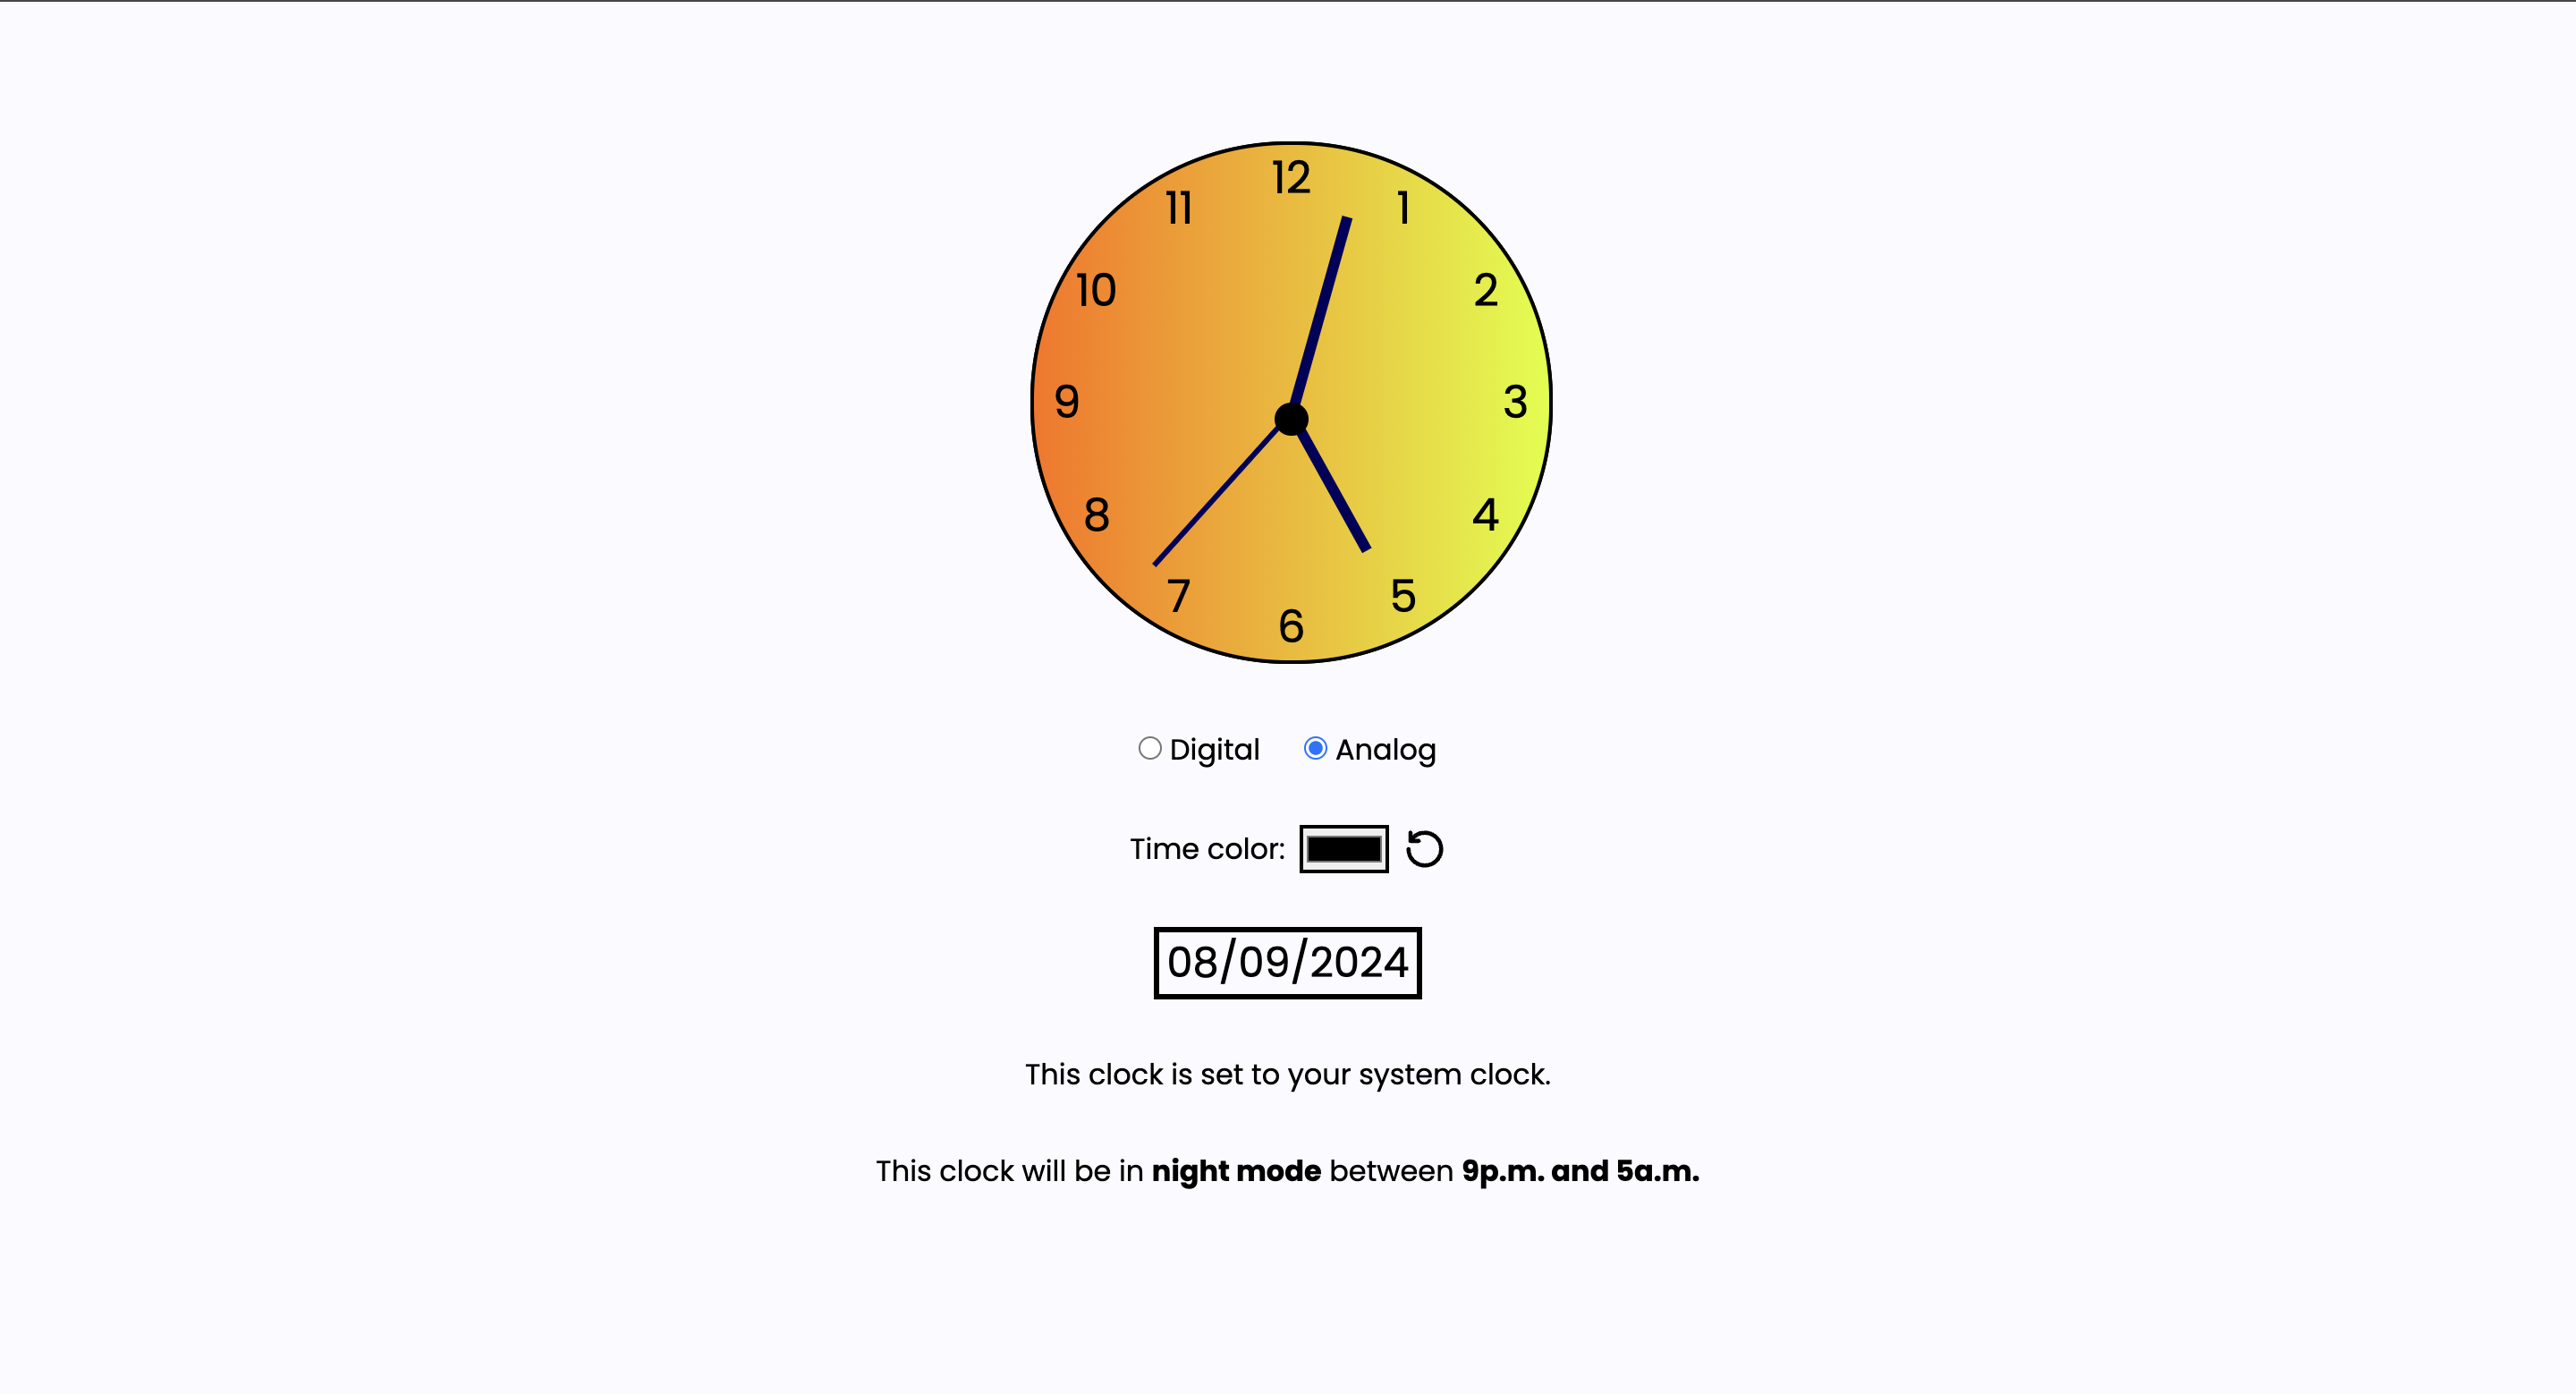 12
11 1
10 2
9 3
8 4
7 5
6
Digital Analog
Time color:
08/09/2024
This clock is set to your system clock.
This clock will be in night mode between 9p.m. and 5a.m.